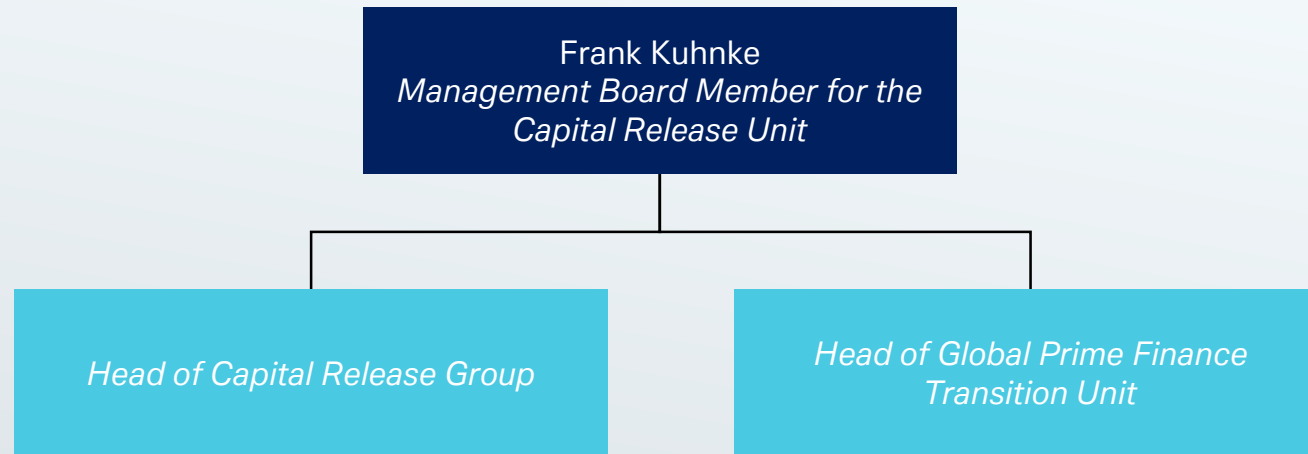 Frank Kuhnke
Management Board Member for the
Capital Release Unit
Head of Capital Release Group
Head of Global Prime Finance
Transition Unit